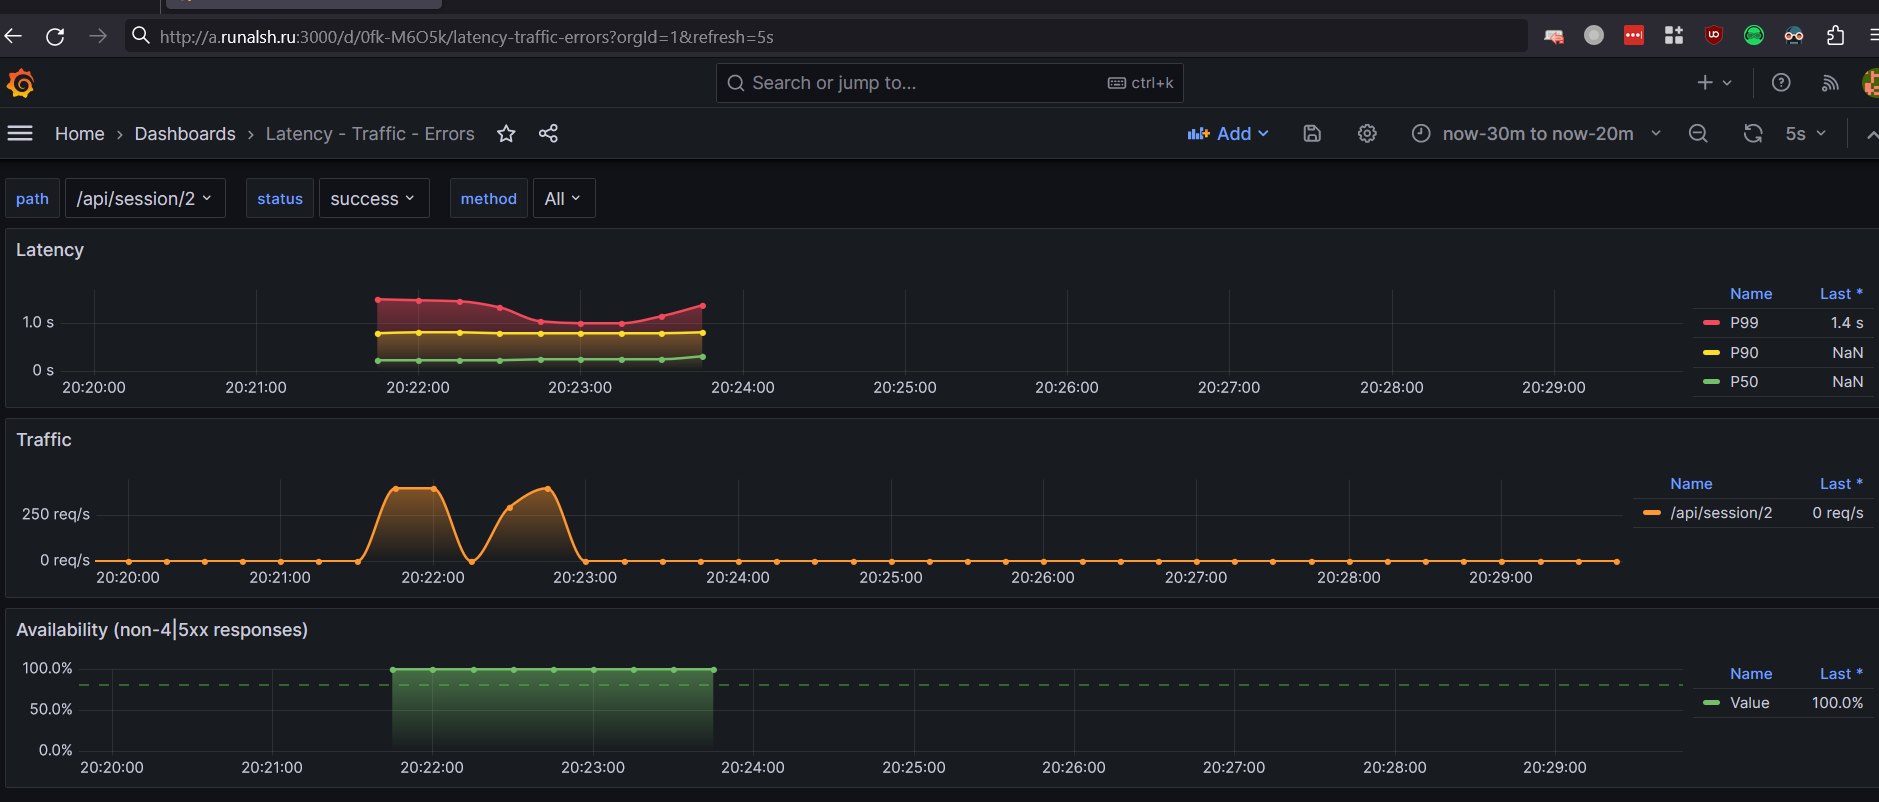 http://a.runalsh.ru:3000/d/0fk-M6O5k/latency-traffic-errors?orgId=1&refresh=5s
Search or jump to...
ctrl+k
Home
Dashboards
Latency - Traffic - Errors
Add
now-30m to now-20m
5s
path
/api/session/2
status
success
method
All
Latency
Name Last *
1.0 s
P99 1.4 s
P90 NaN
0 s
P50 NaN
20:20:00 20:21:00 20:22:00 20:23:00 20:24:00 20:25:00 20:26:00 20:27:00 20:28:00 20:29:00
Traffic
Name Last *
250 req/s
/api/session/2 0 req/s
0 req/s
20:20:00 20:21:00 20:22:00 20:23:00 20:24:00 20:25:00 20:26:00 20:27:00 20:28:00 20:29:00
Availability (non-4|5xx responses)
100.0%
Name Last *
50.0%
Value 100.0%
0.0%
20:20:00 20:21:00 20:22:00 20:23:00 20:24:00 20:25:00 20:26:00 20:27:00 20:28:00 20:29:00